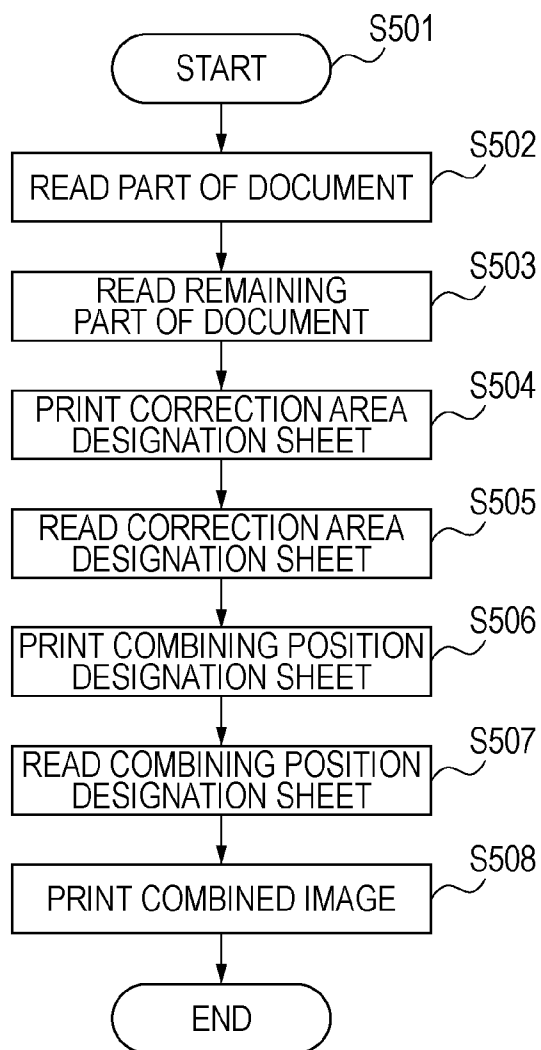 START
S501
READ PART OF DOCUMENT
S502
READ REMAINING
PART OF DOCUMENT
S503
PRINT CORRECTION AREA
DESIGNATION SHEET
S504
READ CORRECTION AREA
DESIGNATION SHEET
S505
PRINT COMBINING POSITION
DESIGNATION SHEET
S506
READ COMBINING POSITION
DESIGNATION SHEET
S507
PRINT COMBINED IMAGE
S508
END